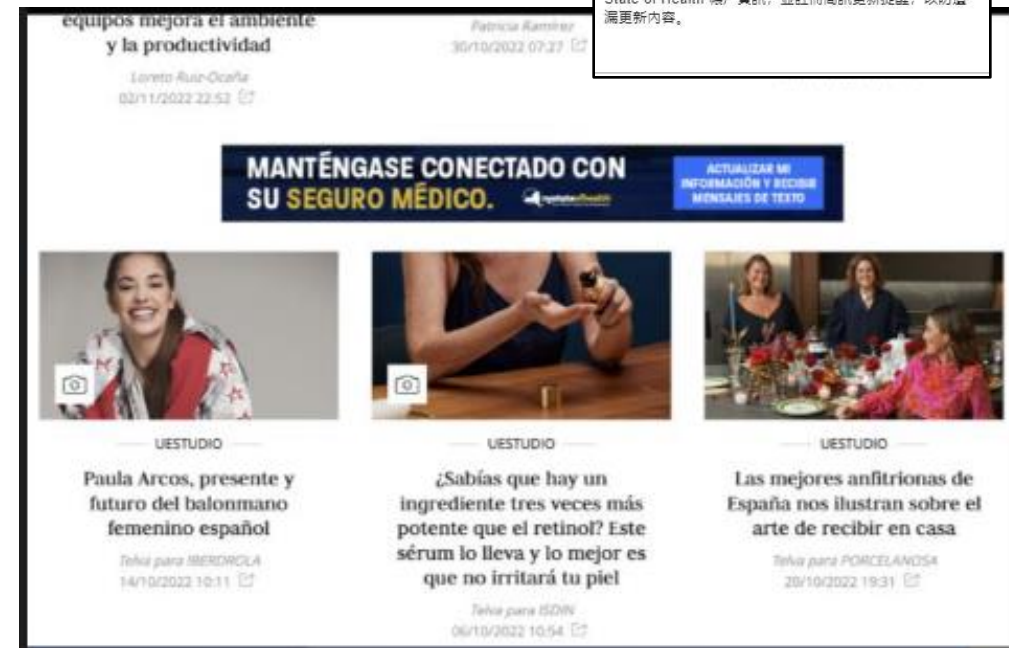 漏更新內容。
equipos mejora el ambiente
y la productividad
Loreto Ruiz-Ocaña
02/11/2022 22:52
Patricia Ramírez
30/10/2022 07:27
MANTÉNGASE CONECTADO CON
SU SEGURO MÉDICO.
nystateofhealth
ACTUALIZAR MI
INFORMACIÓN Y RECIBIR
MENSAJES DE TEXTO
UESTUDIO
Paula Arcos, presente y
futuro del balonmano
femenino español
Telva para IBERDROLA
14/10/2022 10:11
UESTUDIO
¿Sabías que hay un
ingrediente tres veces más
potente que el retinol? Este
sérum lo lleva y lo mejor es
que no irritará tu piel
Telva para ISDIN
06/10/2022 10:54
UESTUDIO
Las mejores anfitrionas de
España nos ilustran sobre el
arte de recibir en casa
Telva para PORCELANOSA
20/10/2022 19:31